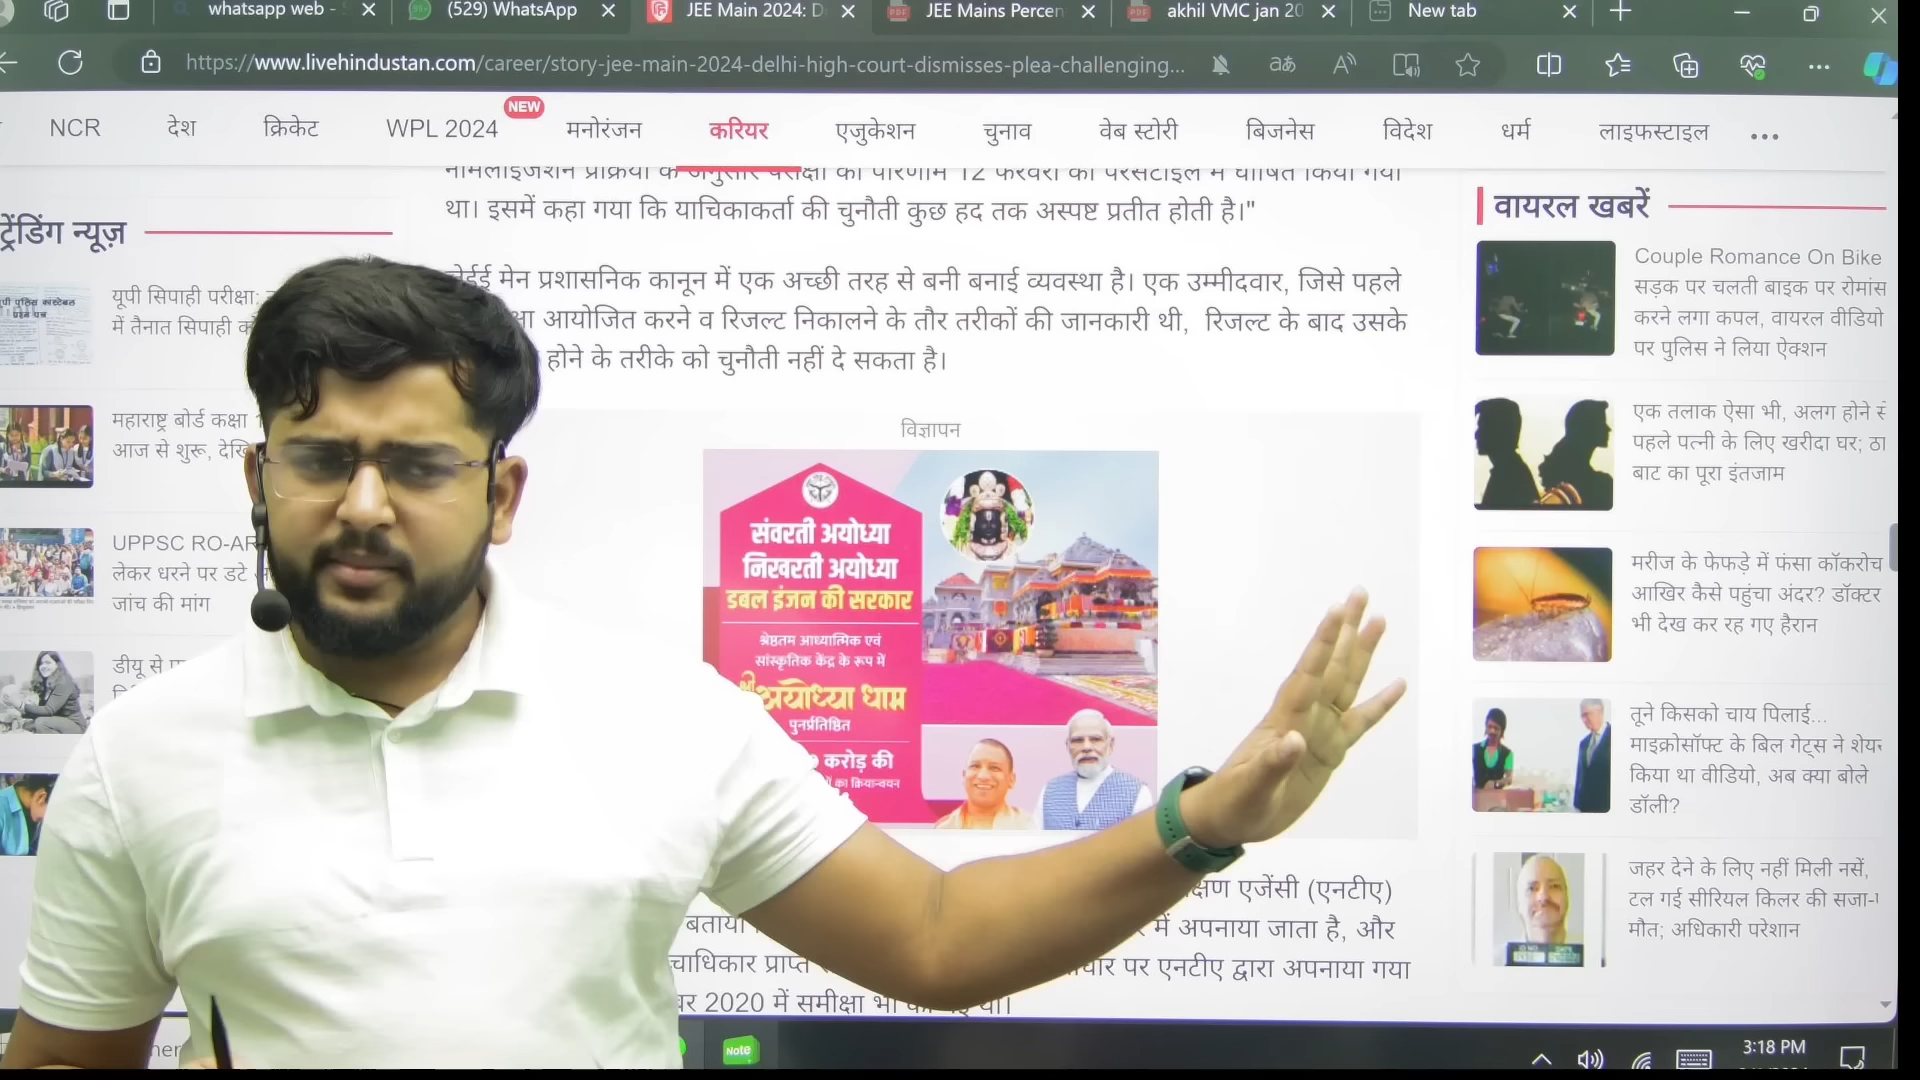 whatsapp web -
(529) WhatsApp
JEE Main 2024: D
JEE Mains Percen
akhil VMC jan 20
New tab
https://www.livehindustan.com/career/story-jee-main-2024-delhi-high-court-dismisses-plea-challenging...
NCR
देश
क्रिकेट
WPL 2024
NEW
मनोरंजन
करियर
एजुकेशन
चुनाव
वेब स्टोरी
बिजनेस
विदेश
धर्म
लाइफस्टाइल
था। इसमें कहा गया कि याचिकाकर्ता की चुनौती कुछ हद तक अस्पष्ट प्रतीत होती है।"
मेन प्रशासनिक कानून में एक अच्छी तरह से बनी बनाई व्यवस्था है। एक उम्मीदवार, जिसे पहले
आयोजित करने व रिजल्ट निकालने के तौर तरीकों की जानकारी थी, रिजल्ट के बाद उसके
होने के तरीके को चुनौती नहीं दे सकता है।
ट्रेंडिंग न्यूज़
यूपी सिपाही परीक्षा:
में तैनात सिपाही
महाराष्ट्र बोर्ड कक्षा
आज से शुरू,
UPPSC RO-AR
लेकर धरने पर डटे
जांच की मांग
डीयू से
विज्ञापन
संवरती अयोध्या
निखरती अयोध्या
डबल इंजन की सरकार
श्रेष्ठतम आध्यात्मिक एवं
सांस्कृतिक केंद्र के रूप में
श्री अयोध्या धाम
पुनर्प्रतिष्ठित
करोड़ की
का क्रियान्वयन
एजेंसी (एनटीए)
में अपनाया जाता है, और
प्राप्त
पर एनटीए द्वारा अपनाया गया
2020 में समीक्षा
वायरल खबरें
Couple Romance On Bike
सड़क पर चलती बाइक पर रोमांस
करने लगा कपल, वायरल वीडियो
पर पुलिस ने लिया ऐक्शन
एक तलाक ऐसा भी, अलग होने से
पहले पत्नी के लिए खरीदा घर; ठा
बाट का पूरा इंतजाम
मरीज के फेफड़े में फंसा कॉकरोच
आखिर कैसे पहुंचा अंदर? डॉक्टर
भी देख कर रह गए हैरान
तूने किसको चाय पिलाई...
माइक्रोसॉफ्ट के बिल गेट्स ने शेयर
किया था वीडियो, अब क्या बोले
डॉली?
जहर देने के लिए नहीं मिली नसें,
टल गई सीरियल किलर की सजा-
मौत; अधिकारी परेशान
Note
3:18 PM